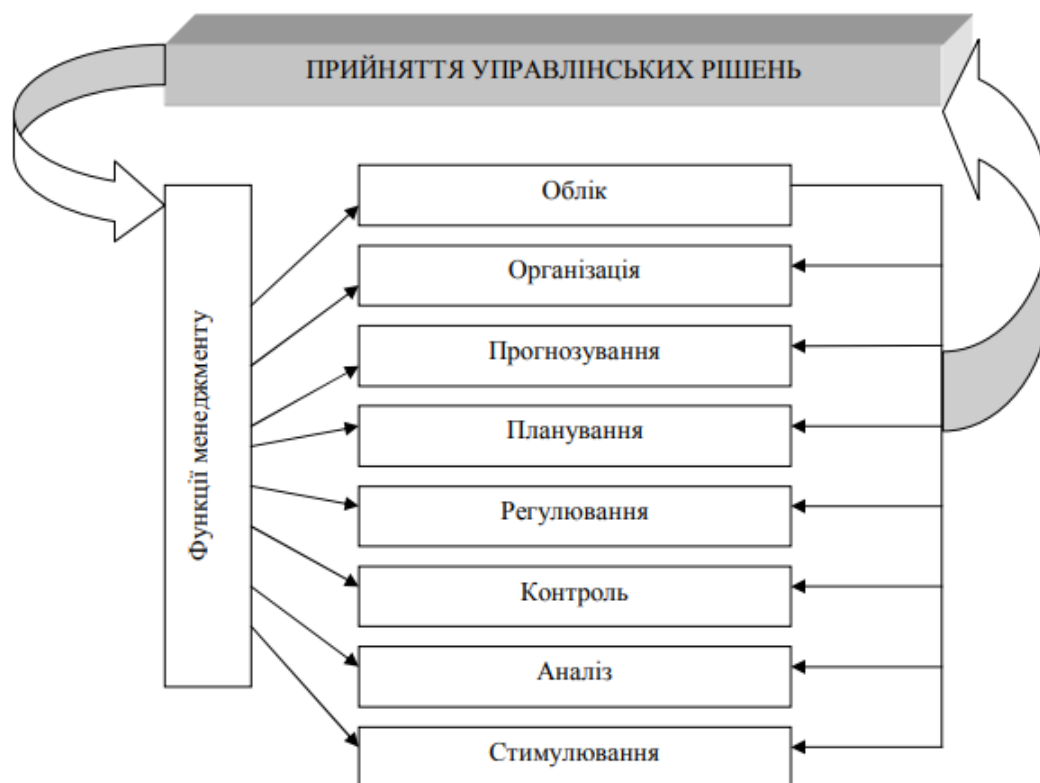 ПРИЙНЯТТЯ УПРАВЛІНСЬКИХ РІШЕНЬ
Функції менеджменту
Облік
Організація
Прогнозування
Планування
Регулювання
Контроль
Аналіз
Стимулювання